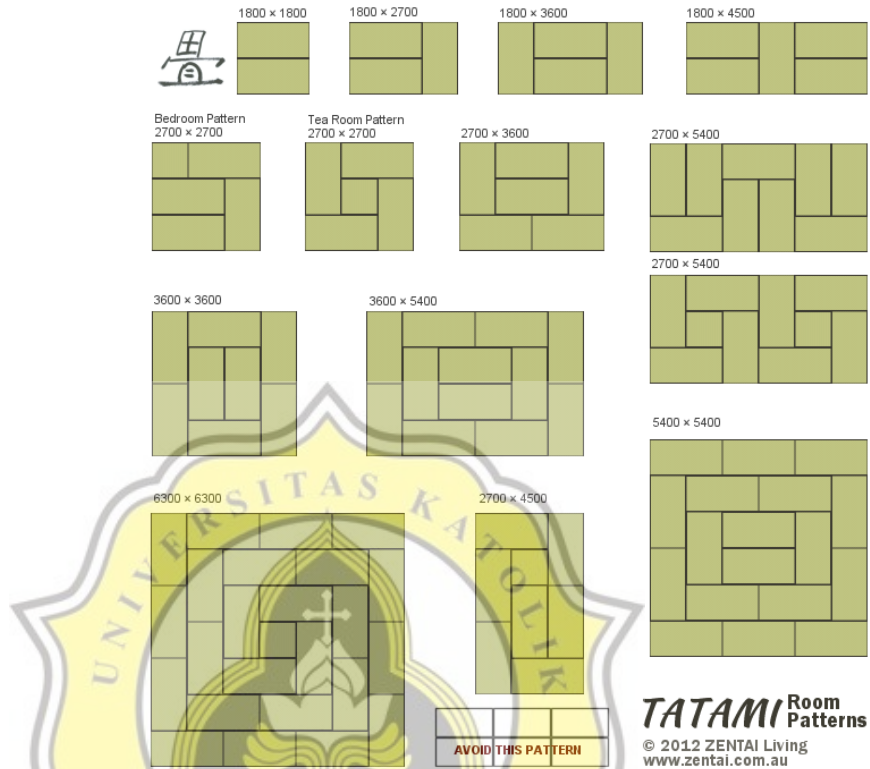 1800 × 1800
1800 × 2700
1800 × 3600
1800 × 4500
Bedroom Pattern
2700 × 2700
Tea Room Pattern
2700 × 2700
2700 × 3600
2700 × 5400
2700 × 5400
3600 × 3600
3600 × 5400
5400 × 5400
6300 × 6300
2700 × 4500
UNIVERSITAS KATOLIK
AVOID THIS PATTERN
TATAMI Room Patterns
© 2012 ZENTAI Living
www.zentai.com.au